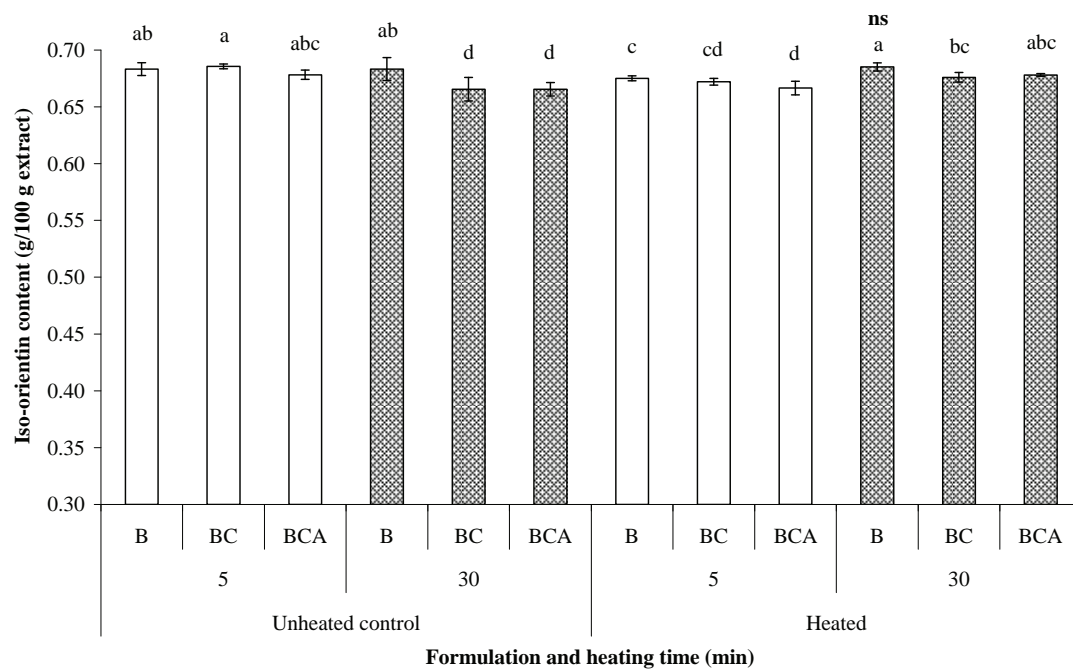 ns
ab a abc ab d d c cd d a bc abc
0.70
0.65
0.60
0.55
0.50
0.45
0.40
0.35
0.30
Iso-orientin content (g/100 g extract)
B BC BCA B BC BCA B BC BCA B BC BCA
5 30 5 30
Unheated control Heated
Formulation and heating time (min)